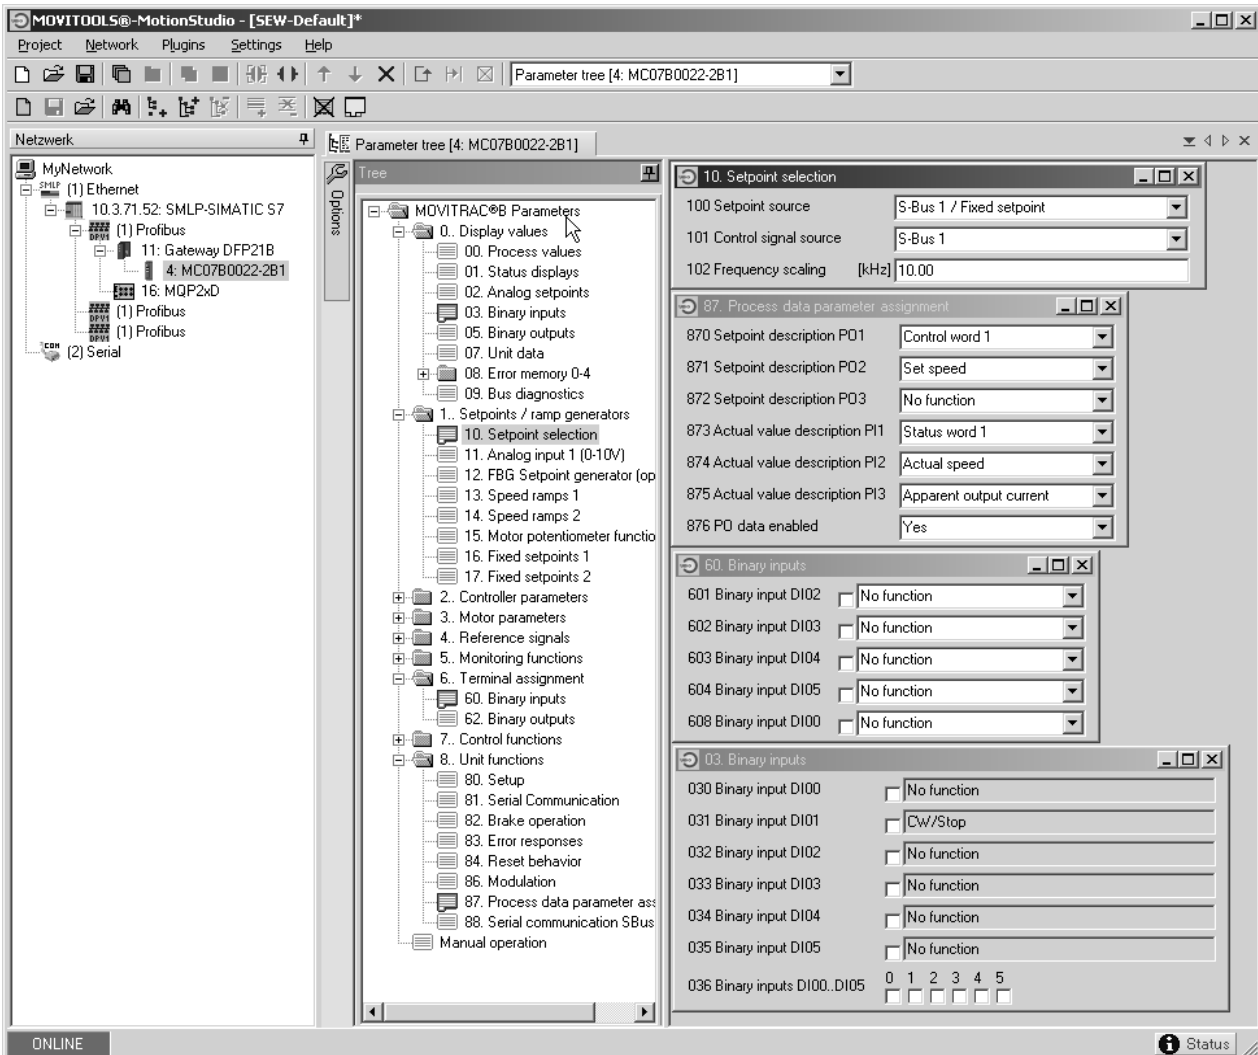 MOVITOOLS®-MotionStudio - [SEW-Default]*
Project Network Plugins Settings Help
Parameter tree [4: MC07B0022-2B1]
Netzwerk
MyNetwork
SMLP (1) Ethernet
10.3.71.52: SMLP-SIMATIC S7
DPV1 (1) Profibus
11: Gateway DFP21B
4: MC07B0022-2B1
16: MQP2xD
DPV1 (1) Profibus
DPV1 (1) Profibus
COM (2) Serial
Parameter tree [4: MC07B0022-2B1]
Options
Tree
MOVITRAC®B Parameters
0.. Display values
00. Process values
01. Status displays
02. Analog setpoints
03. Binary inputs
05. Binary outputs
07. Unit data
08. Error memory 0-4
09. Bus diagnostics
1.. Setpoints / ramp generators
10. Setpoint selection
11. Analog input 1 (0-10V)
12. FBG Setpoint generator (op
13. Speed ramps 1
14. Speed ramps 2
15. Motor potentiometer functio
16. Fixed setpoints 1
17. Fixed setpoints 2
2.. Controller parameters
3.. Motor parameters
4.. Reference signals
5.. Monitoring functions
6.. Terminal assignment
60. Binary inputs
62. Binary outputs
7.. Control functions
8.. Unit functions
80. Setup
81. Serial Communication
82. Brake operation
83. Error responses
84. Reset behavior
86. Modulation
87. Process data parameter ass
88. Serial communication SBus
Manual operation
10. Setpoint selection
100 Setpoint source S-Bus 1 / Fixed setpoint
101 Control signal source S-Bus 1
102 Frequency scaling [kHz] 10.00
87. Process data parameter assignment
870 Setpoint description PO1 Control word 1
871 Setpoint description PO2 Set speed
872 Setpoint description PO3 No function
873 Actual value description PI1 Status word 1
874 Actual value description PI2 Actual speed
875 Actual value description PI3 Apparent output current
876 PO data enabled Yes
60. Binary inputs
601 Binary input DI02 No function
602 Binary input DI03 No function
603 Binary input DI04 No function
604 Binary input DI05 No function
608 Binary input DI00 No function
03. Binary inputs
030 Binary input DI00 No function
031 Binary input DI01 CW/Stop
032 Binary input DI02 No function
033 Binary input DI03 No function
034 Binary input DI04 No function
035 Binary input DI05 No function
036 Binary inputs DI00..DI05 0 1 2 3 4 5
ONLINE
Status